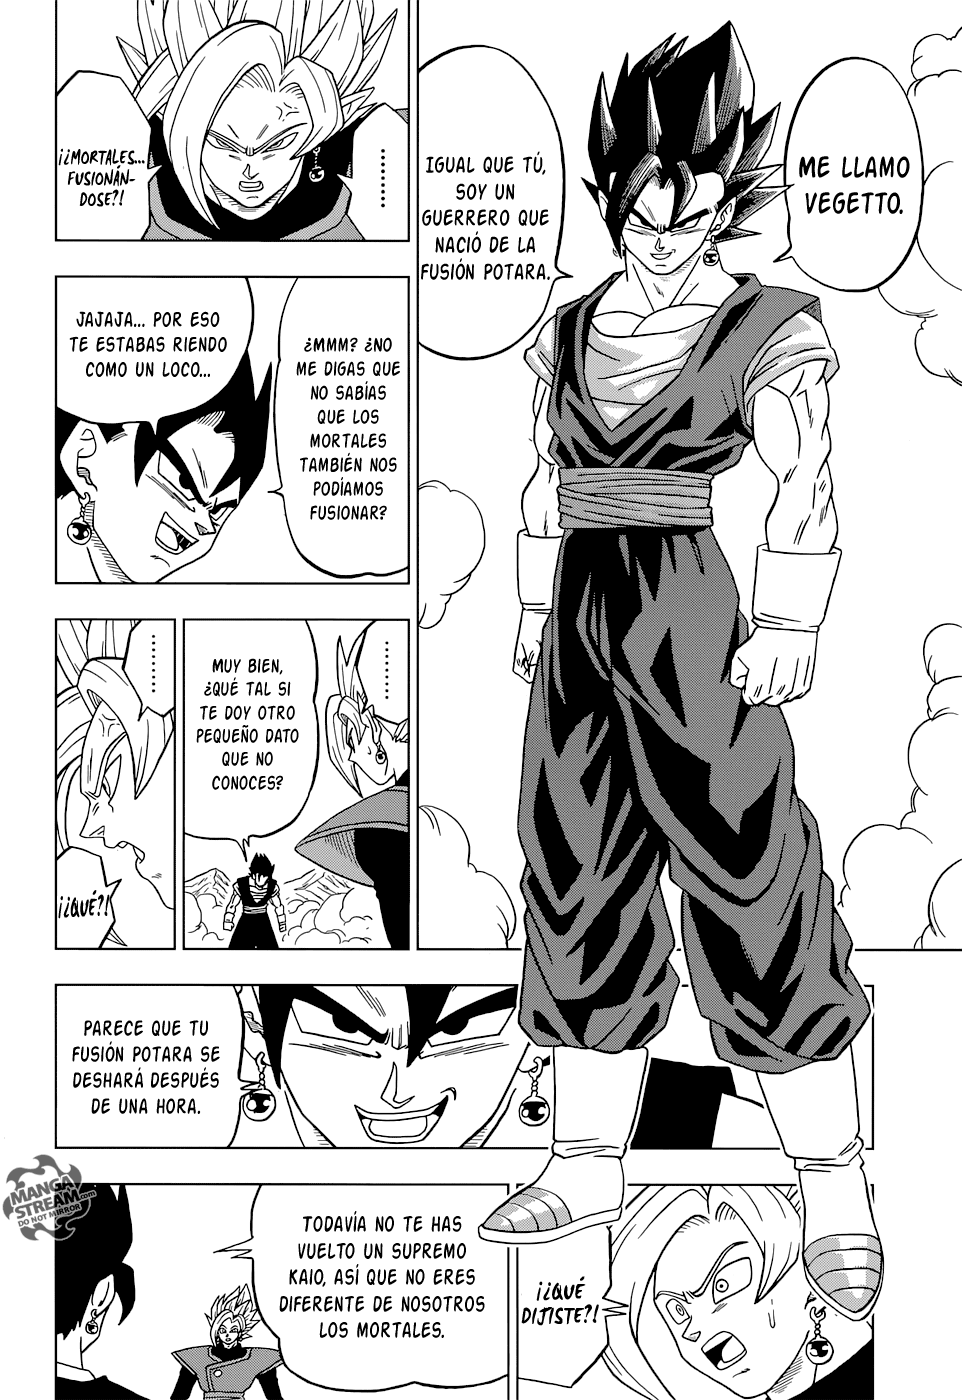 ME LLAMO
VEGETTO.
IGUAL QUE TÚ,
SOY UN
GUERRERO QUE
NACIÓ DE LA
FUSIÓN POTARA.
.......
¡¿MORTALES...
FUSIONÁN-
DOSE?!
¿MMM? ¿NO
ME DIGAS QUE
NO SABÍAS
QUE LOS
MORTALES
TAMBIÉN NOS
PODÍAMOS
FUSIONAR?
JAJAJA... POR ESO
TE ESTABAS RIENDO
COMO UN LOCO...
.......
MUY BIEN,
¿QUÉ TAL SI
TE DOY OTRO
PEQUEÑO DATO
QUE NO
CONOCES?
.......
¡¿QUÉ?!
PARECE QUE TU
FUSIÓN POTARA SE
DESHARÁ DESPUÉS
DE UNA HORA.
¡¿QUÉ
DIJISTE?!
TODAVÍA NO TE HAS
VUELTO UN SUPREMO
KAIO, ASÍ QUE NO ERES
DIFERENTE DE NOSOTROS
LOS MORTALES.
MANGA
STREAM.com
DO NOT MIRROR!